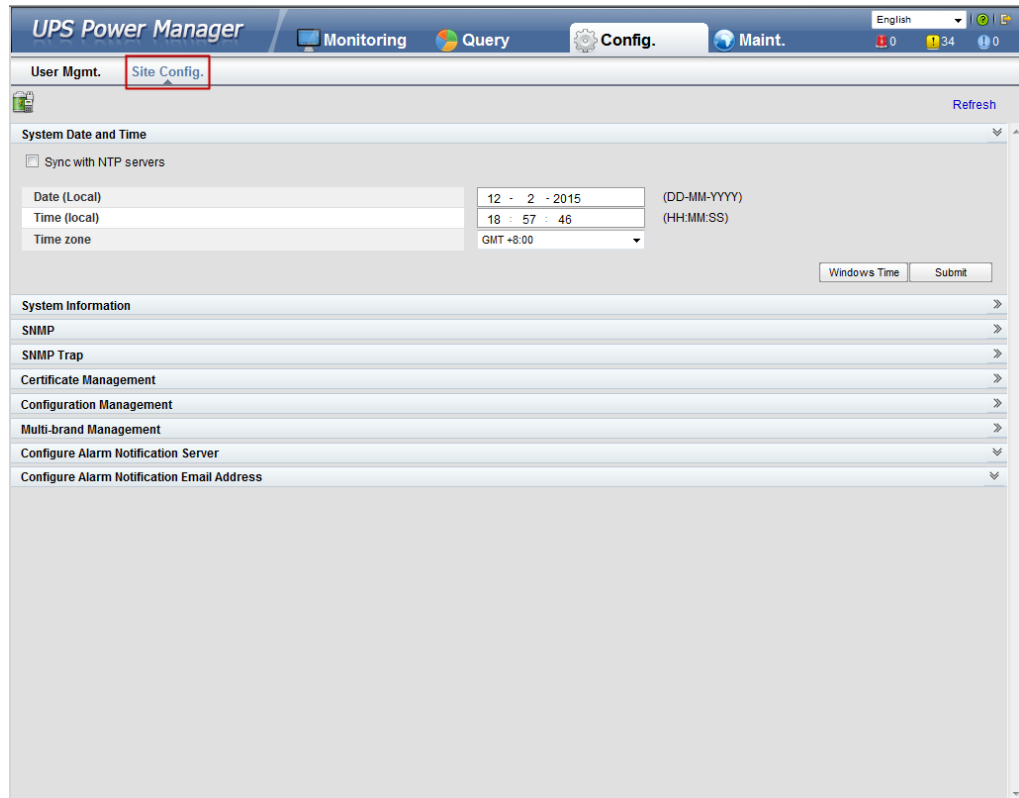 UPS Power Manager
Monitoring
Query
Config.
Maint.
English
0
34
0
User Mgmt.
Site Config.
Refresh
System Date and Time
Sync with NTP servers
Date (Local) 12 - 2 - 2015 (DD-MM-YYYY)
Time (local) 18 : 57 : 46 (HH:MM:SS)
Time zone GMT +8:00
Windows Time
Submit
System Information
SNMP
SNMP Trap
Certificate Management
Configuration Management
Multi-brand Management
Configure Alarm Notification Server
Configure Alarm Notification Email Address